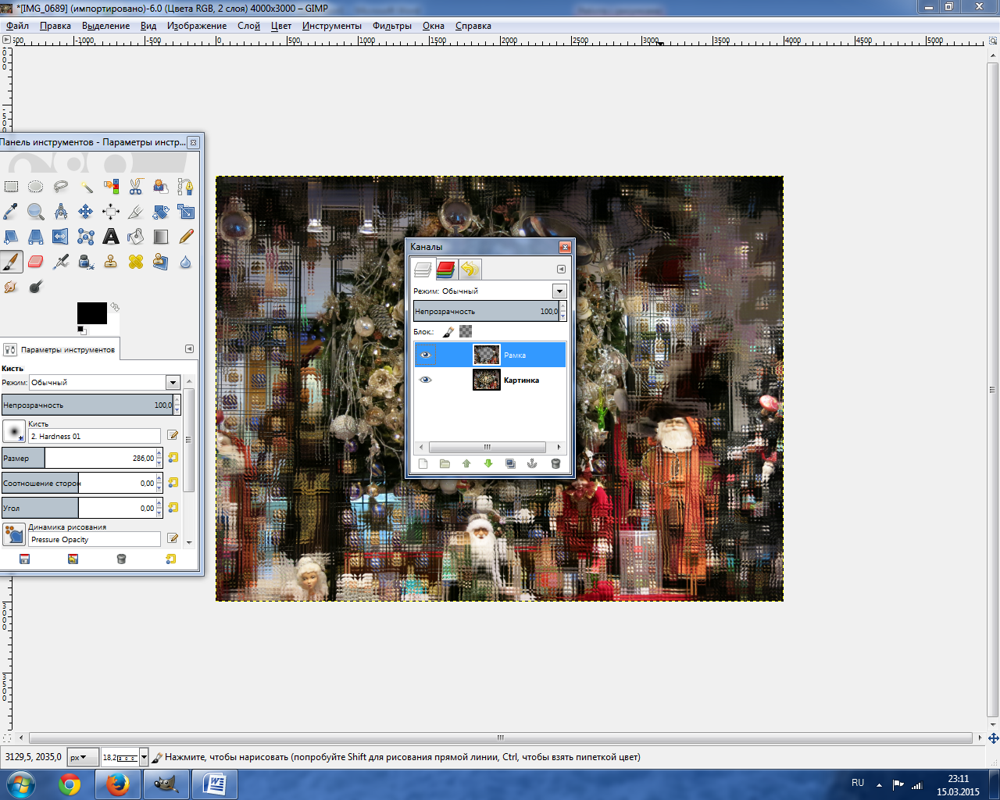 *[IMG_0689] (импортировано)-6.0 (Цвета RGB, 2 слоя) 4000x3000 – GIMP
Файл Правка Выделение Вид Изображение Слой Цвет Инструменты Фильтры Окна Справка
-1000 -500 0 500 1000 1500 2000 2500 3000 3500 4000 4500 5000
Панель инструментов - Параметры инстр...
Параметры инструментов
Кисть
Режим: Обычный
Непрозрачность 100,0
Кисть
2. Hardness 01
Размер 286,00
Соотношение сторон 0,00
Угол 0,00
Динамика рисования
Pressure Opacity
Каналы
Режим: Обычный
Непрозрачность 100,0
Блок.:
Рамка
Картинка
3000
3500
3129,5, 2035,0 px 18,2 Нажмите, чтобы нарисовать (попробуйте Shift для рисования прямой линии, Ctrl, чтобы взять пипеткой цвет)
RU 23:11
15.03.2015